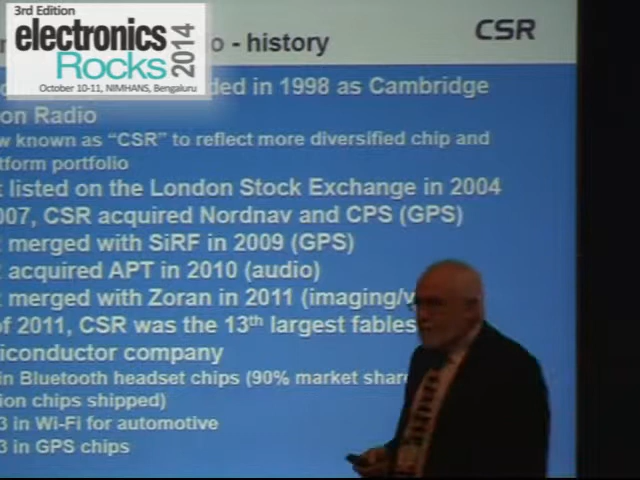 3rd Edition
electronics
Rocks 2014
October 10-11, NIMHANS, Bengaluru
o - history
CSR
ded in 1998 as Cambridge
on Radio
w known as “CSR” to reflect more diversified chip and
tform portfolio
listed on the London Stock Exchange in 2004
007, CSR acquired Nordnav and CPS (GPS)
merged with SiRF in 2009 (GPS)
acquired APT in 2010 (audio)
merged with Zoran in 2011 (imaging/v
of 2011, CSR was the 13th largest fables
iconductor company
in Bluetooth headset chips (90% market share
ion chips shipped)
3 in Wi-Fi for automotive
3 in GPS chips